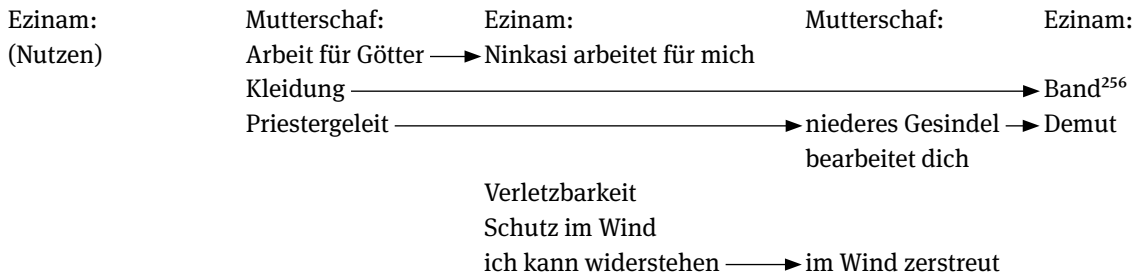 Ezinam: Mutterschaf: Ezinam: Mutterschaf: Ezinam:
(Nutzen) Arbeit für Götter → Ninkasi arbeitet für mich
Kleidung → Band²⁵⁶
Priestergeleit → niederes Gesindel → Demut
bearbeitet dich
Verletzbarkeit
Schutz im Wind
ich kann widerstehen → im Wind zerstreut